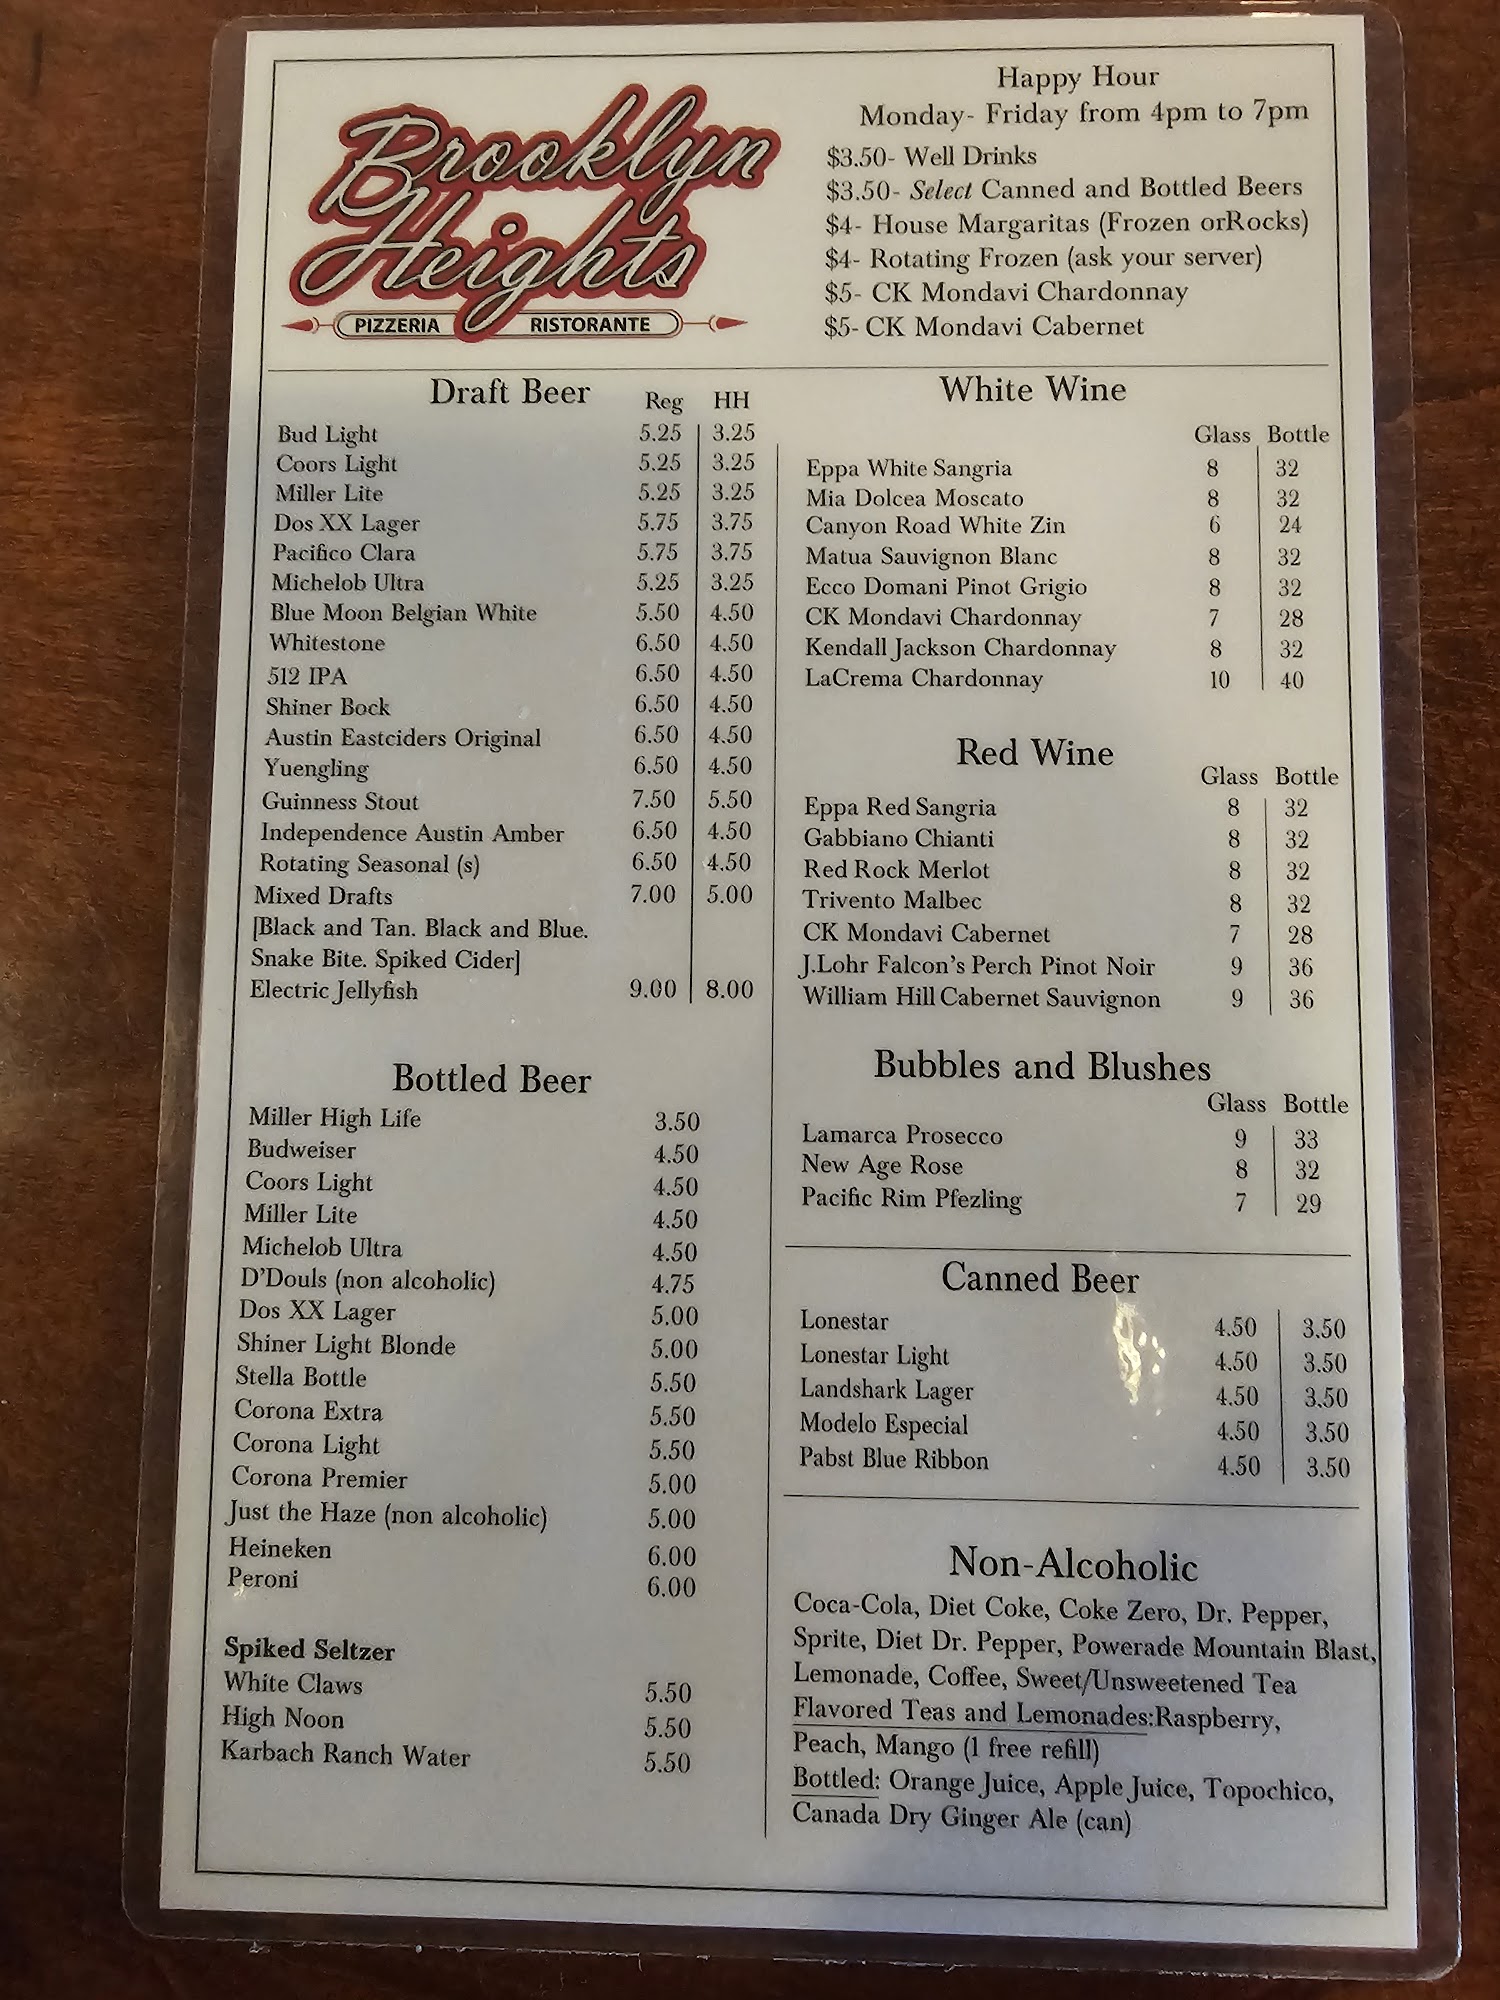 Brooklyn
Heights
PIZZERIA RISTORANTE
Happy Hour
Monday- Friday from 4pm to 7pm
$3.50- Well Drinks
$3.50- Select Canned and Bottled Beers
$4- House Margaritas (Frozen orRocks)
$4- Rotating Frozen (ask your server)
$5- CK Mondavi Chardonnay
$5- CK Mondavi Cabernet
Draft Beer Reg HH
Bud Light 5.25 3.25
Coors Light 5.25 3.25
Miller Lite 5.25 3.25
Dos XX Lager 5.75 3.75
Pacifico Clara 5.75 3.75
Michelob Ultra 5.25 3.25
Blue Moon Belgian White 5.50 4.50
Whitestone 6.50 4.50
512 IPA 6.50 4.50
Shiner Bock 6.50 4.50
Austin Eastciders Original 6.50 4.50
Yuengling 6.50 4.50
Guinness Stout 7.50 5.50
Independence Austin Amber 6.50 4.50
Rotating Seasonal (s) 6.50 4.50
Mixed Drafts 7.00 5.00
[Black and Tan. Black and Blue.
Snake Bite. Spiked Cider]
Electric Jellyfish 9.00 8.00
Bottled Beer
Miller High Life 3.50
Budweiser 4.50
Coors Light 4.50
Miller Lite 4.50
Michelob Ultra 4.50
D'Douls (non alcoholic) 4.75
Dos XX Lager 5.00
Shiner Light Blonde 5.00
Stella Bottle 5.50
Corona Extra 5.50
Corona Light 5.50
Corona Premier 5.00
Just the Haze (non alcoholic) 5.00
Heineken 6.00
Peroni 6.00
Spiked Seltzer
White Claws 5.50
High Noon 5.50
Karbach Ranch Water 5.50
White Wine
Glass Bottle
Eppa White Sangria 8 32
Mia Dolcea Moscato 8 32
Canyon Road White Zin 6 24
Matua Sauvignon Blanc 8 32
Ecco Domani Pinot Grigio 8 32
CK Mondavi Chardonnay 7 28
Kendall Jackson Chardonnay 8 32
LaCrema Chardonnay 10 40
Red Wine
Glass Bottle
Eppa Red Sangria 8 32
Gabbiano Chianti 8 32
Red Rock Merlot 8 32
Trivento Malbec 8 32
CK Mondavi Cabernet 7 28
J.Lohr Falcon's Perch Pinot Noir 9 36
William Hill Cabernet Sauvignon 9 36
Bubbles and Blushes
Glass Bottle
Lamarca Prosecco 9 33
New Age Rose 8 32
Pacific Rim Pfezling 7 29
Canned Beer
Lonestar 4.50 3.50
Lonestar Light 4.50 3.50
Landshark Lager 4.50 3.50
Modelo Especial 4.50 3.50
Pabst Blue Ribbon 4.50 3.50
Non-Alcoholic
Coca-Cola, Diet Coke, Coke Zero, Dr. Pepper,
Sprite, Diet Dr. Pepper, Powerade Mountain Blast,
Lemonade, Coffee, Sweet/Unsweetened Tea
Flavored Teas and Lemonades:Raspberry,
Peach, Mango (1 free refill)
Bottled: Orange Juice, Apple Juice, Topochico,
Canada Dry Ginger Ale (can)